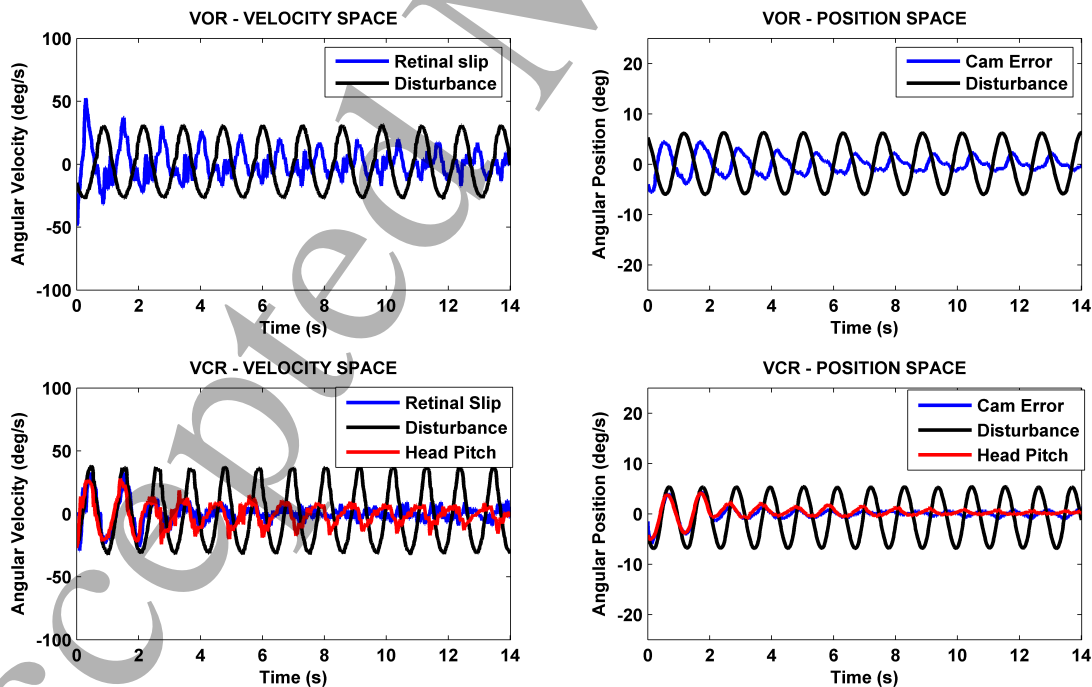 VOR - VELOCITY SPACE
Angular Velocity (deg/s)
100
50
0
-50
-100
Retinal slip
Disturbance
0 2 4 6 8 10 12 14
Time (s)
VOR - POSITION SPACE
Angular Position (deg)
20
10
0
-10
-20
Cam Error
Disturbance
0 2 4 6 8 10 12 14
Time (s)
VCR - VELOCITY SPACE
Angular Velocity (deg/s)
100
50
0
-50
-100
Retinal Slip
Disturbance
Head Pitch
0 2 4 6 8 10 12 14
Time (s)
VCR - POSITION SPACE
Angular Position (deg/s)
20
10
0
-10
-20
Cam Error
Disturbance
Head Pitch
0 2 4 6 8 10 12 14
Time (s)
cepted M